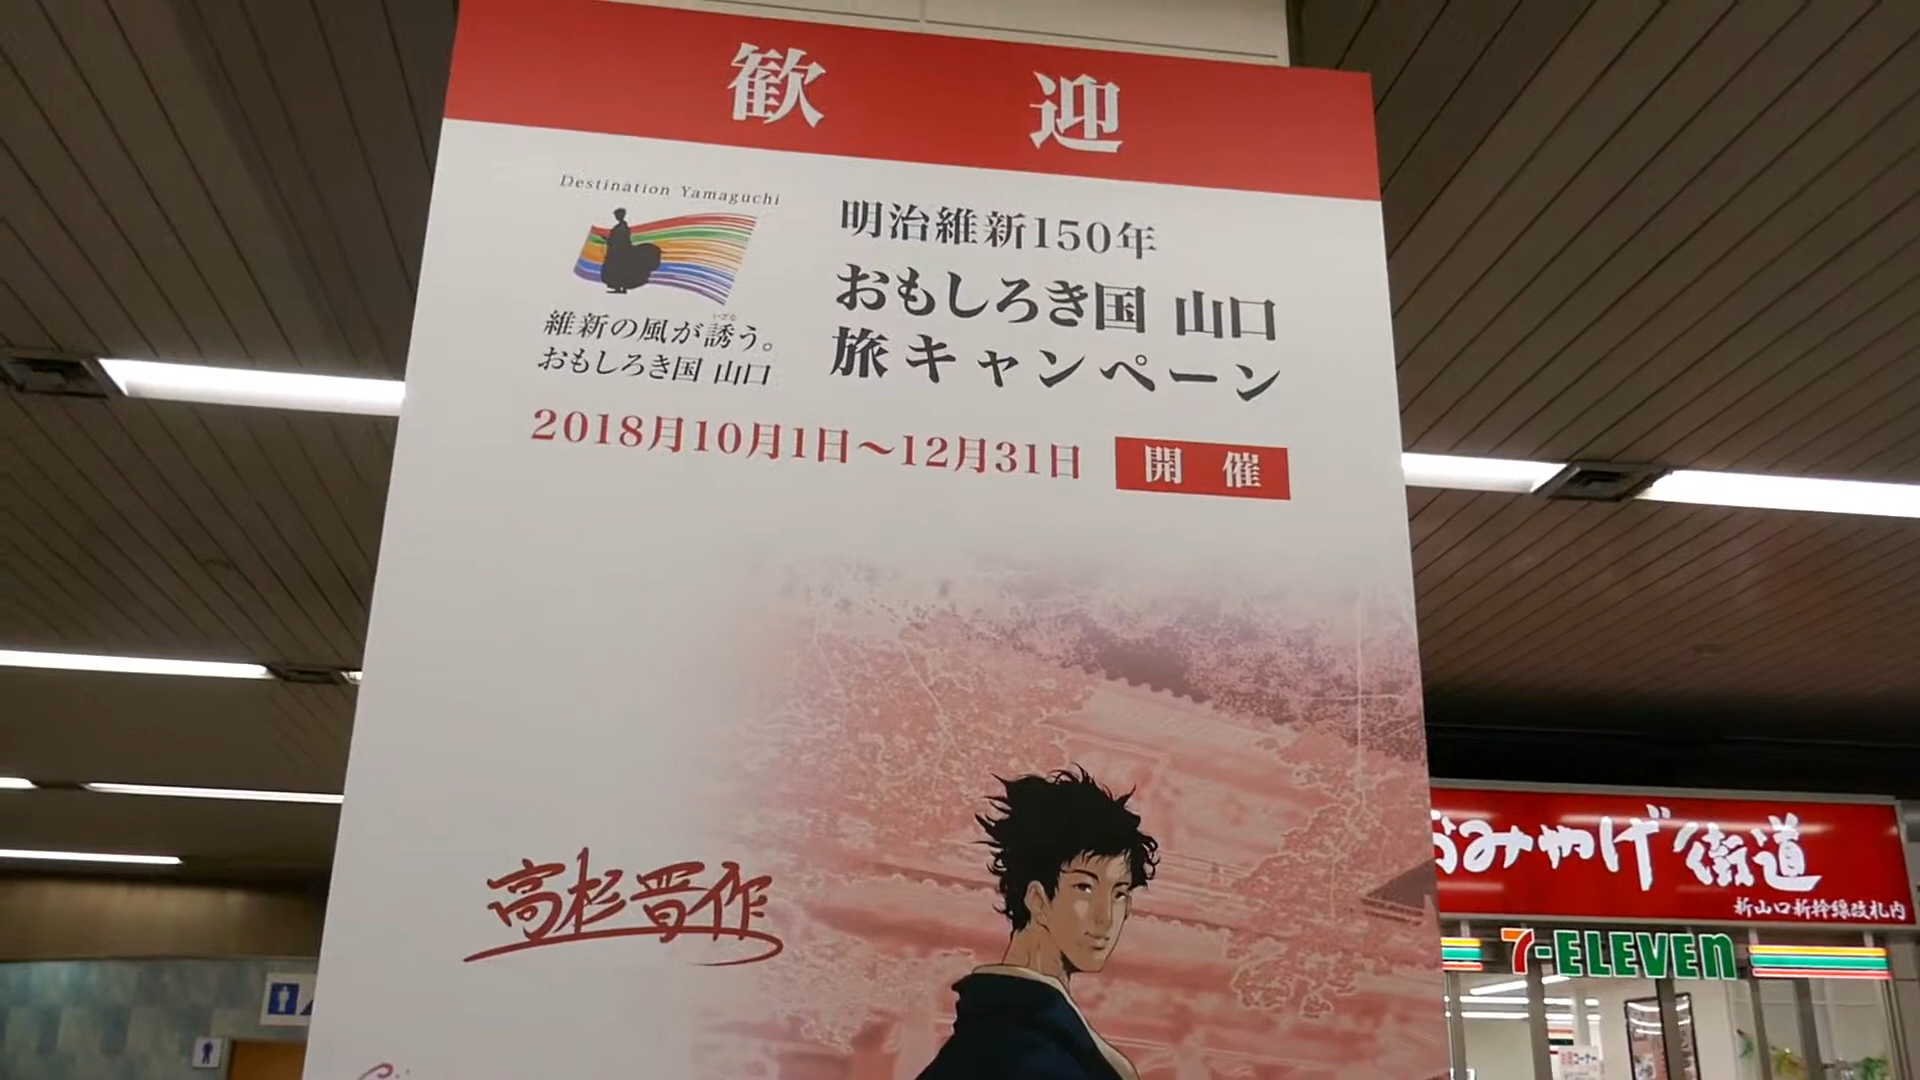 歓 迎
Destination Yamaguchi
維新の風が誘う。
いざな
おもしろき国 山口
明治維新150年
おもしろき国 山口
旅キャンペーン
2018月10月1日～12月31日
開 催
高杉晋作
おみやげ街道
新山口新幹線改札内
7-ELEVEn